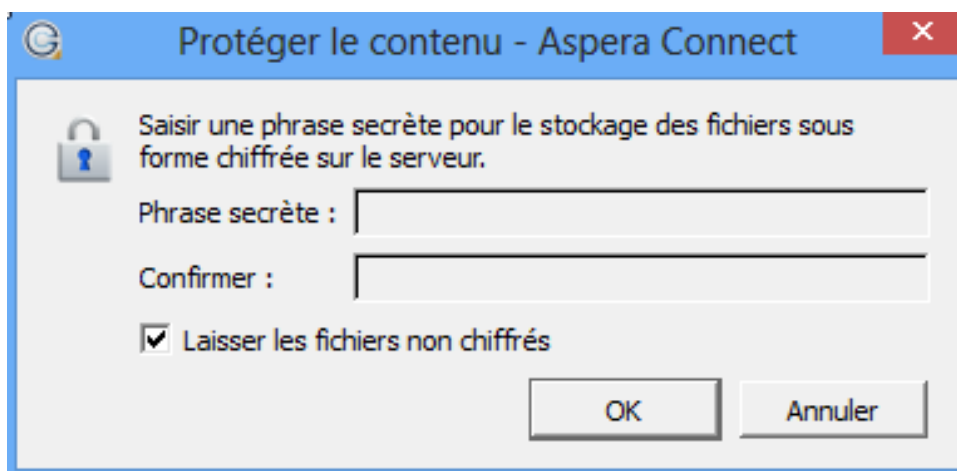 Protéger le contenu - Aspera Connect
Saisir une phrase secrète pour le stockage des fichiers sous
forme chiffrée sur le serveur.
Phrase secrète :
Confirmer :
Laisser les fichiers non chiffrés
OK Annuler